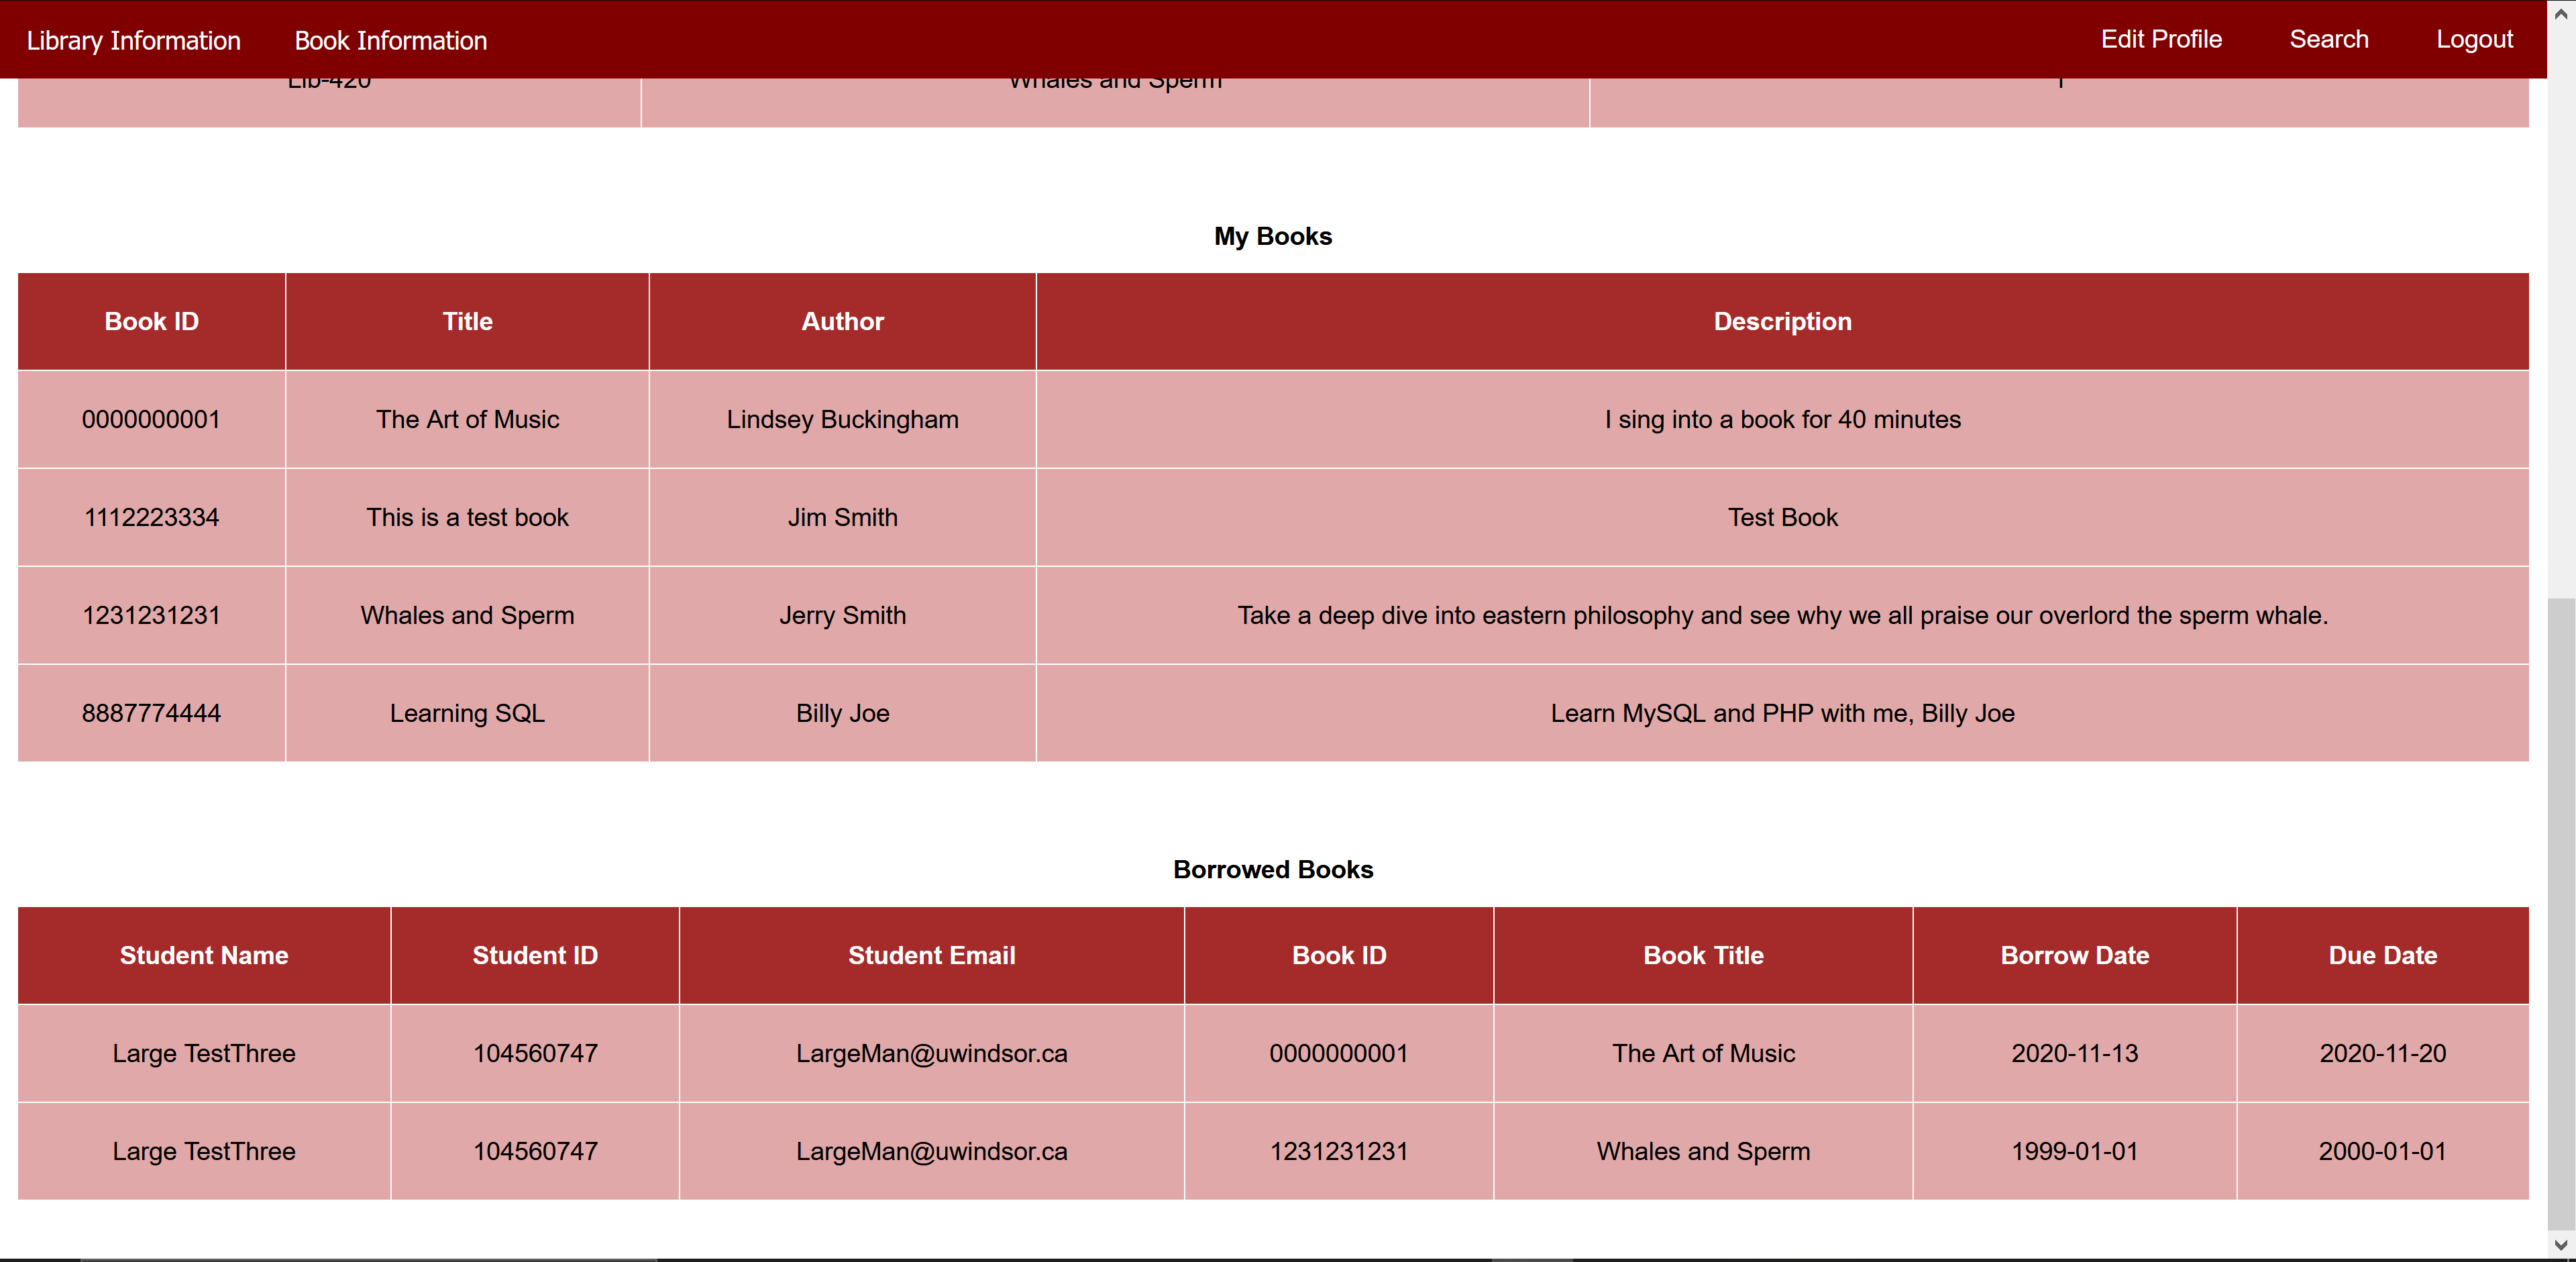 Library Information Book Information Edit Profile Search Logout
Lib-420 Whales and Sperm
My Books
Book ID Title Author Description
0000000001 The Art of Music Lindsey Buckingham I sing into a book for 40 minutes
1112223334 This is a test book Jim Smith Test Book
1231231231 Whales and Sperm Jerry Smith Take a deep dive into eastern philosophy and see why we all praise our overlord the sperm whale.
8887774444 Learning SQL Billy Joe Learn MySQL and PHP with me, Billy Joe
Borrowed Books
Student Name Student ID Student Email Book ID Book Title Borrow Date Due Date
Large TestThree 104560747 LargeMan@uwindsor.ca 0000000001 The Art of Music 2020-11-13 2020-11-20
Large TestThree 104560747 LargeMan@uwindsor.ca 1231231231 Whales and Sperm 1999-01-01 2000-01-01